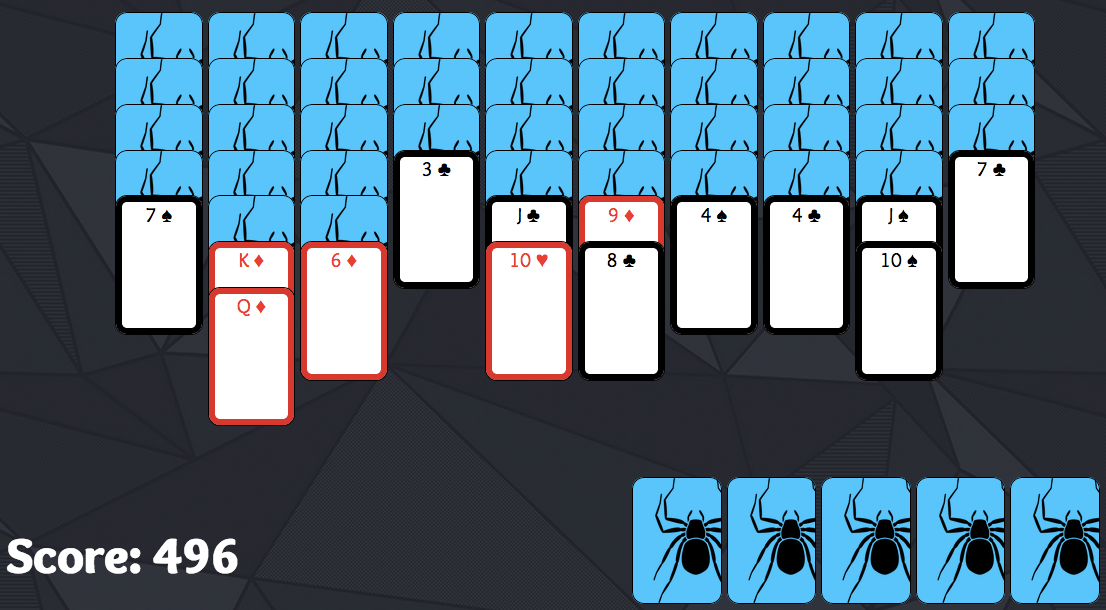 3 ♣
7 ♣
7 ♠
J ♣
9 ♦
4 ♠
4 ♣
J ♠
K ♦
6 ♦
10 ♥
8 ♣
10 ♠
Q ♦
Score: 496